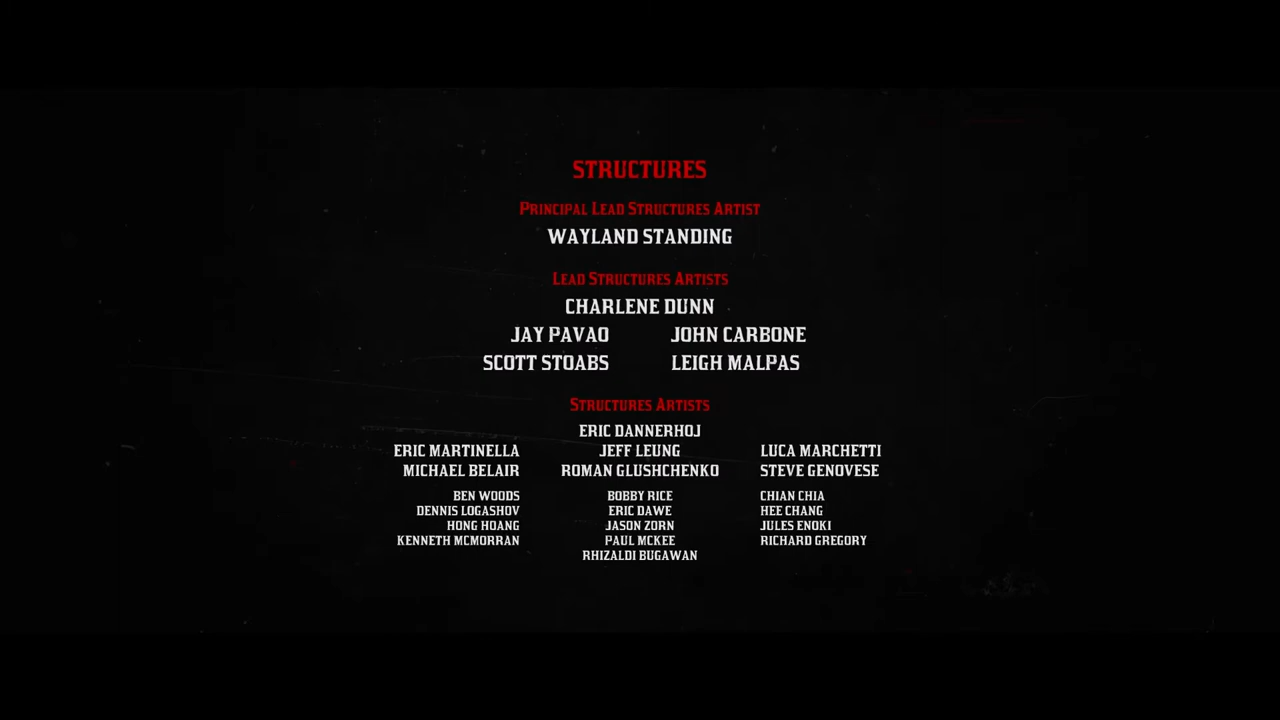 STRUCTURES
PRINCIPAL LEAD STRUCTURES ARTIST
WAYLAND STANDING
LEAD STRUCTURES ARTISTS
CHARLENE DUNN
JAY PAVAO JOHN CARBONE
SCOTT STOABS LEIGH MALPAS
STRUCTURES ARTISTS
ERIC DANNERHOJ
ERIC MARTINELLA JEFF LEUNG LUCA MARCHETTI
MICHAEL BELAIR ROMAN GLUSHCHENKO STEVE GENOVESE
BEN WOODS BOBBY RICE CHIAN CHIA
DENNIS LOGASHOV ERIC DAWE HEE CHANG
HONG HOANG JASON ZORN JULES ENOKI
KENNETH MCMORRAN PAUL MCKEE RICHARD GREGORY
RHIZALDI BUGAWAN